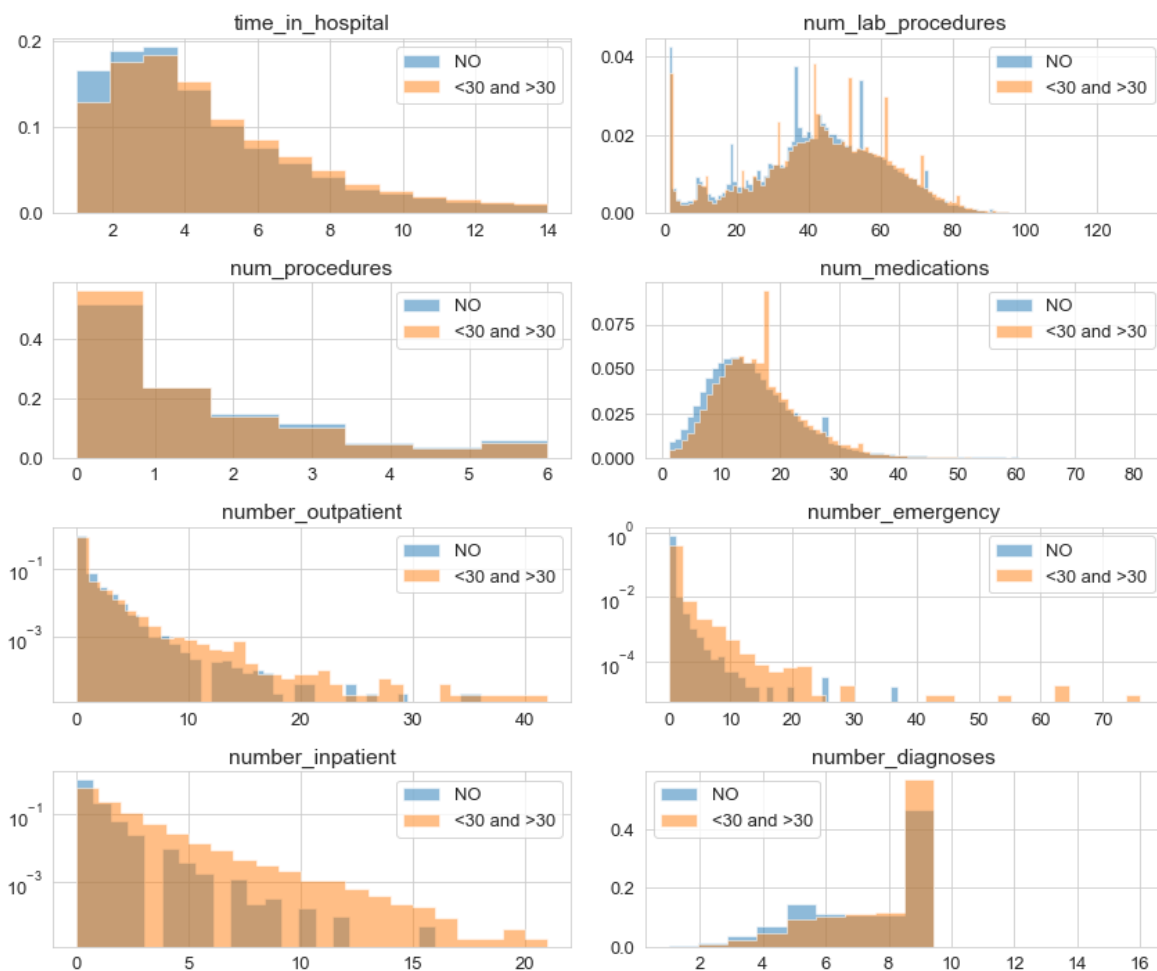 time_in_hospital
0.2
0.1
0.0
NO
<30 and >30
2 4 6 8 10 12 14
num_lab_procedures
0.04
0.02
0.00
NO
<30 and >30
0 20 40 60 80 100 120
num_procedures
0.4
0.2
0.0
NO
<30 and >30
0 1 2 3 4 5 6
num_medications
0.075
0.050
0.025
0.000
NO
<30 and >30
0 10 20 30 40 50 60 70 80
number_outpatient
10⁻¹
10⁻³
NO
<30 and >30
0 10 20 30 40
number_emergency
10⁰
10⁻²
10⁻⁴
NO
<30 and >30
0 10 20 30 40 50 60 70
number_inpatient
10⁻¹
10⁻³
NO
<30 and >30
0 5 10 15 20
number_diagnoses
0.4
0.2
0.0
NO
<30 and >30
2 4 6 8 10 12 14 16